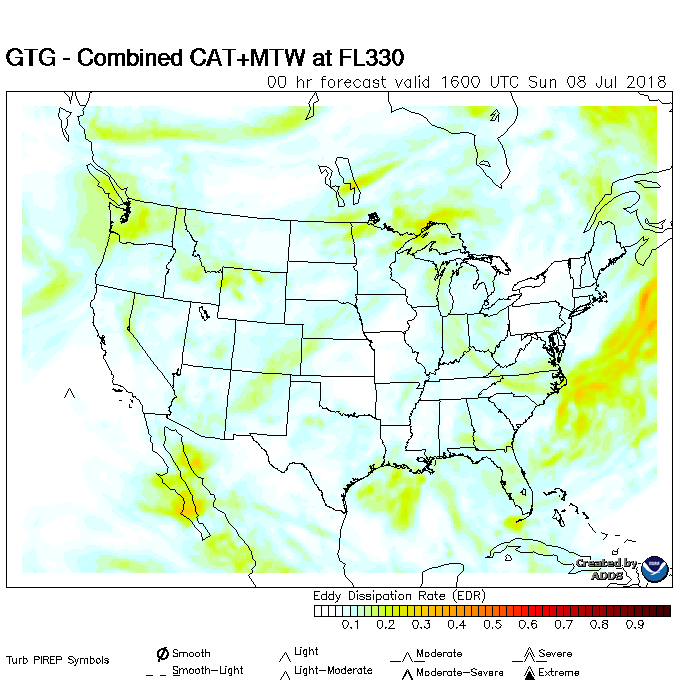 GTG - Combined CAT+MTW at FL330
00 hr forecast valid 1600 UTC Sun 08 Jul 2018
Created by
ADDS
Eddy Dissipation Rate (EDR)
0.1 0.2 0.3 0.4 0.5 0.6 0.7 0.8 0.9
Turb PIREP Symbols
Smooth
Light
Moderate
Severe
Smooth-Light
Light-Moderate
Moderate-Severe
Extreme